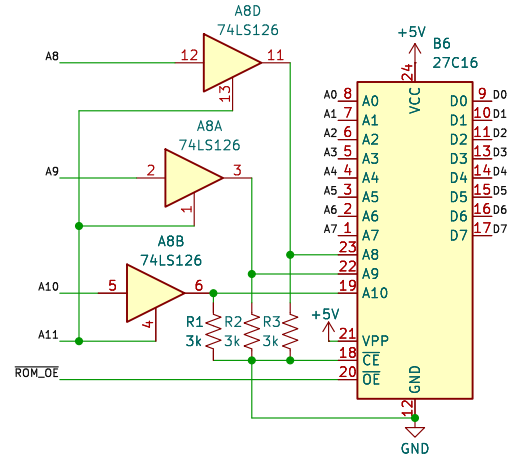 A8D
74LS126
A8 12 11
13
+5V
B6
27C16
24
VCC
A0 8 A0 D0 9 D0
A1 7 A1 D1 10 D1
A2 6 A2 D2 11 D2
A3 5 A3 D3 13 D3
A4 4 A4 D4 14 D4
A5 3 A5 D5 15 D5
A6 2 A6 D6 16 D6
A7 1 A7 D7 17 D7
23 A8
22 A9
19 A10
A8A
74LS126
A9 2 3
1
A8B
74LS126
A10 5 6
4
A11
R1 R2 R3
3k 3k 3k
+5V
21 VPP
18 CE
ROM_OE 20 OE
GND
12
GND